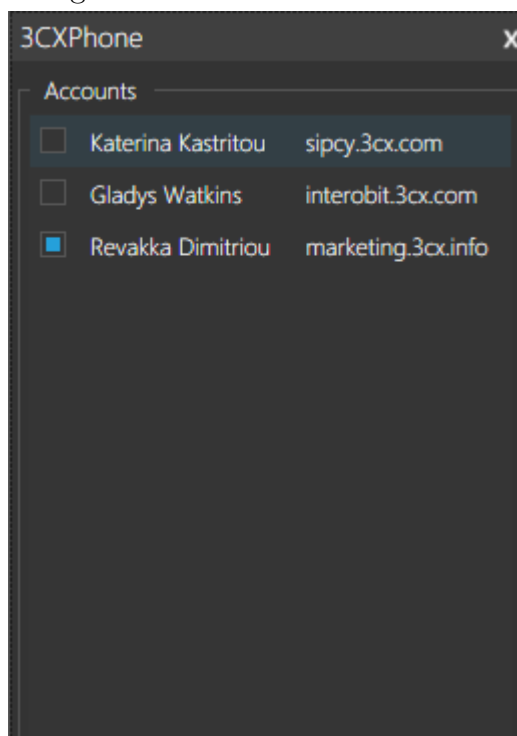 3CXPhone x
Accounts
Katerina Kastritou sipcy.3cx.com
Gladys Watkins interobit.3cx.com
Revakka Dimitriou marketing.3cx.info